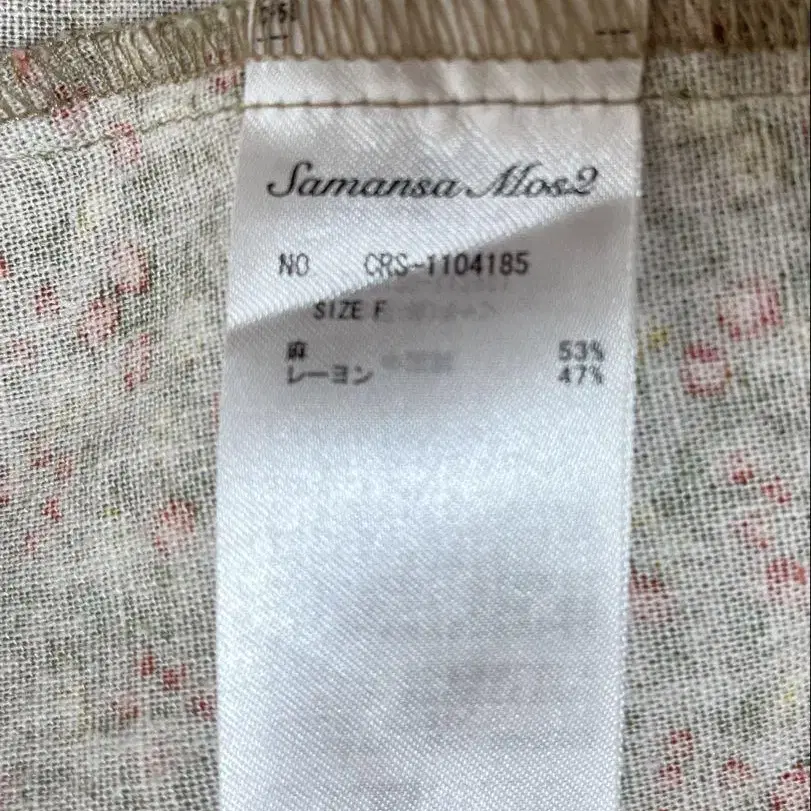 Samansa Mos2
NO CRS-1104185
SIZE F
麻 53%
レーヨン 47%